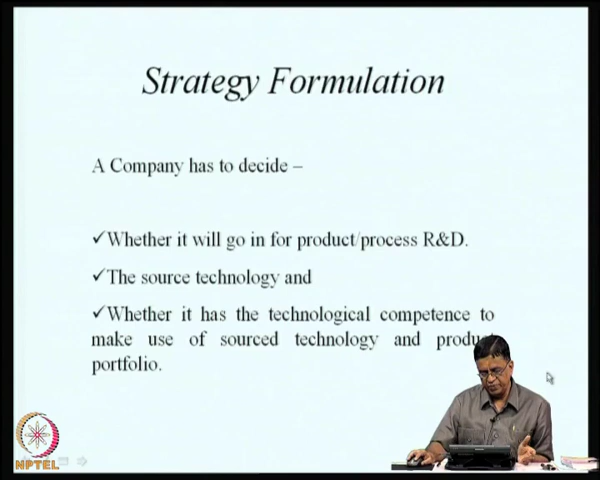 Strategy Formulation
A Company has to decide –
✓Whether it will go in for product/process R&D.
✓The source technology and
✓Whether it has the technological competence to
make use of sourced technology and product
portfolio.
NPTEL